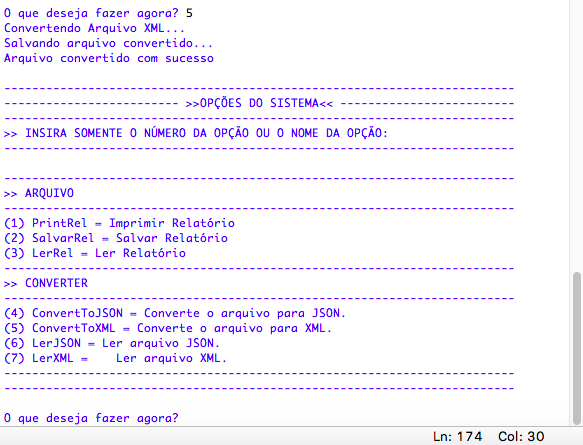 O que deseja fazer agora? 5
Convertendo Arquivo XML...
Salvando arquivo convertido...
Arquivo convertido com sucesso
-------------------------------------------------------------------------
------------------------- >>OPÇÕES DO SISTEMA<< -------------------------
-------------------------------------------------------------------------
>> INSIRA SOMENTE O NÚMERO DA OPÇÃO OU O NOME DA OPÇÃO:
-------------------------------------------------------------------------
-------------------------------------------------------------------------
>> ARQUIVO
-------------------------------------------------------------------------
(1) PrintRel = Imprimir Relatório
(2) SalvarRel = Salvar Relatório
(3) LerRel = Ler Relatório
-------------------------------------------------------------------------
>> CONVERTER
-------------------------------------------------------------------------
(4) ConvertToJSON = Converte o arquivo para JSON.
(5) ConvertToXML = Converte o arquivo para XML.
(6) LerJSON = Ler arquivo JSON.
(7) LerXML =    Ler arquivo XML.
-------------------------------------------------------------------------
-------------------------------------------------------------------------
O que deseja fazer agora?
Ln: 174 Col: 30